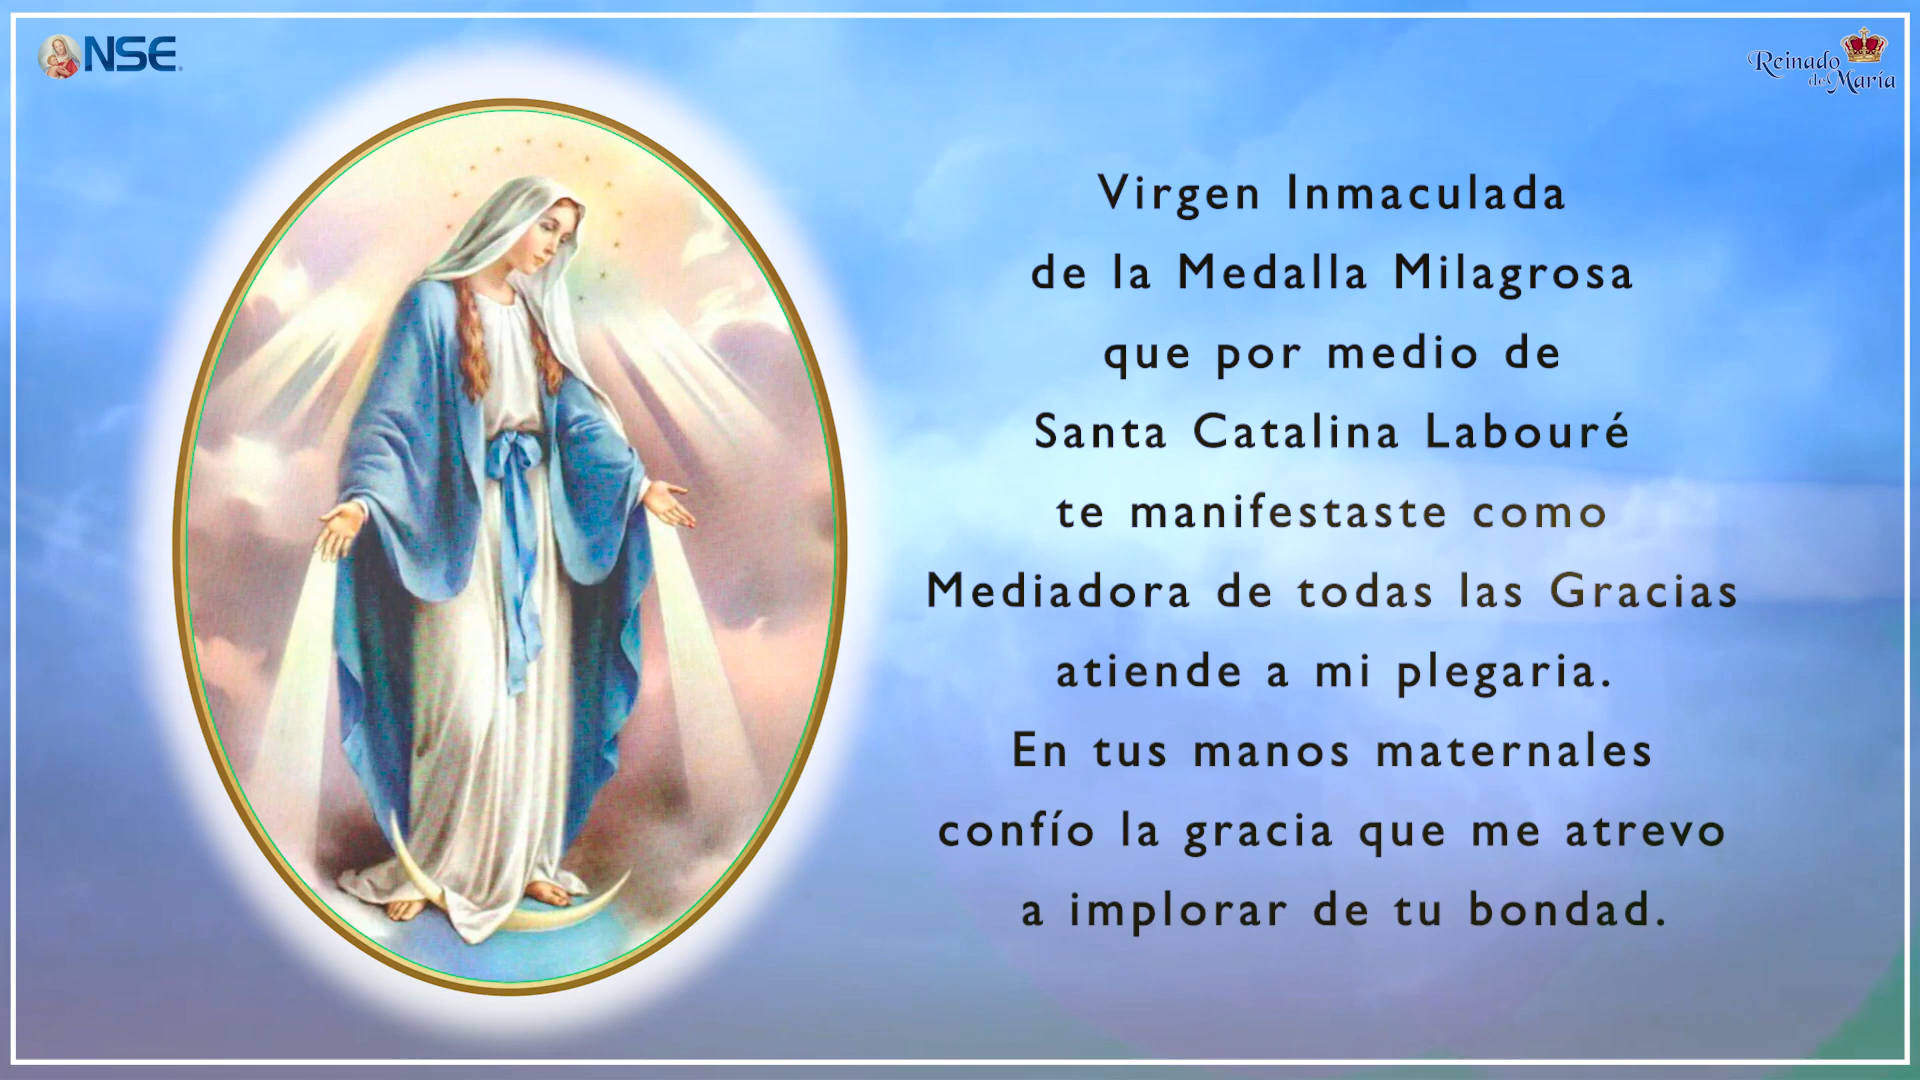 NSE
Reinado
de María
Virgen Inmaculada
de la Medalla Milagrosa
que por medio de
Santa Catalina Labouré
te manifestaste como
Mediadora de todas las Gracias
atiende a mi plegaria.
En tus manos maternales
confío la gracia que me atrevo
a implorar de tu bondad.